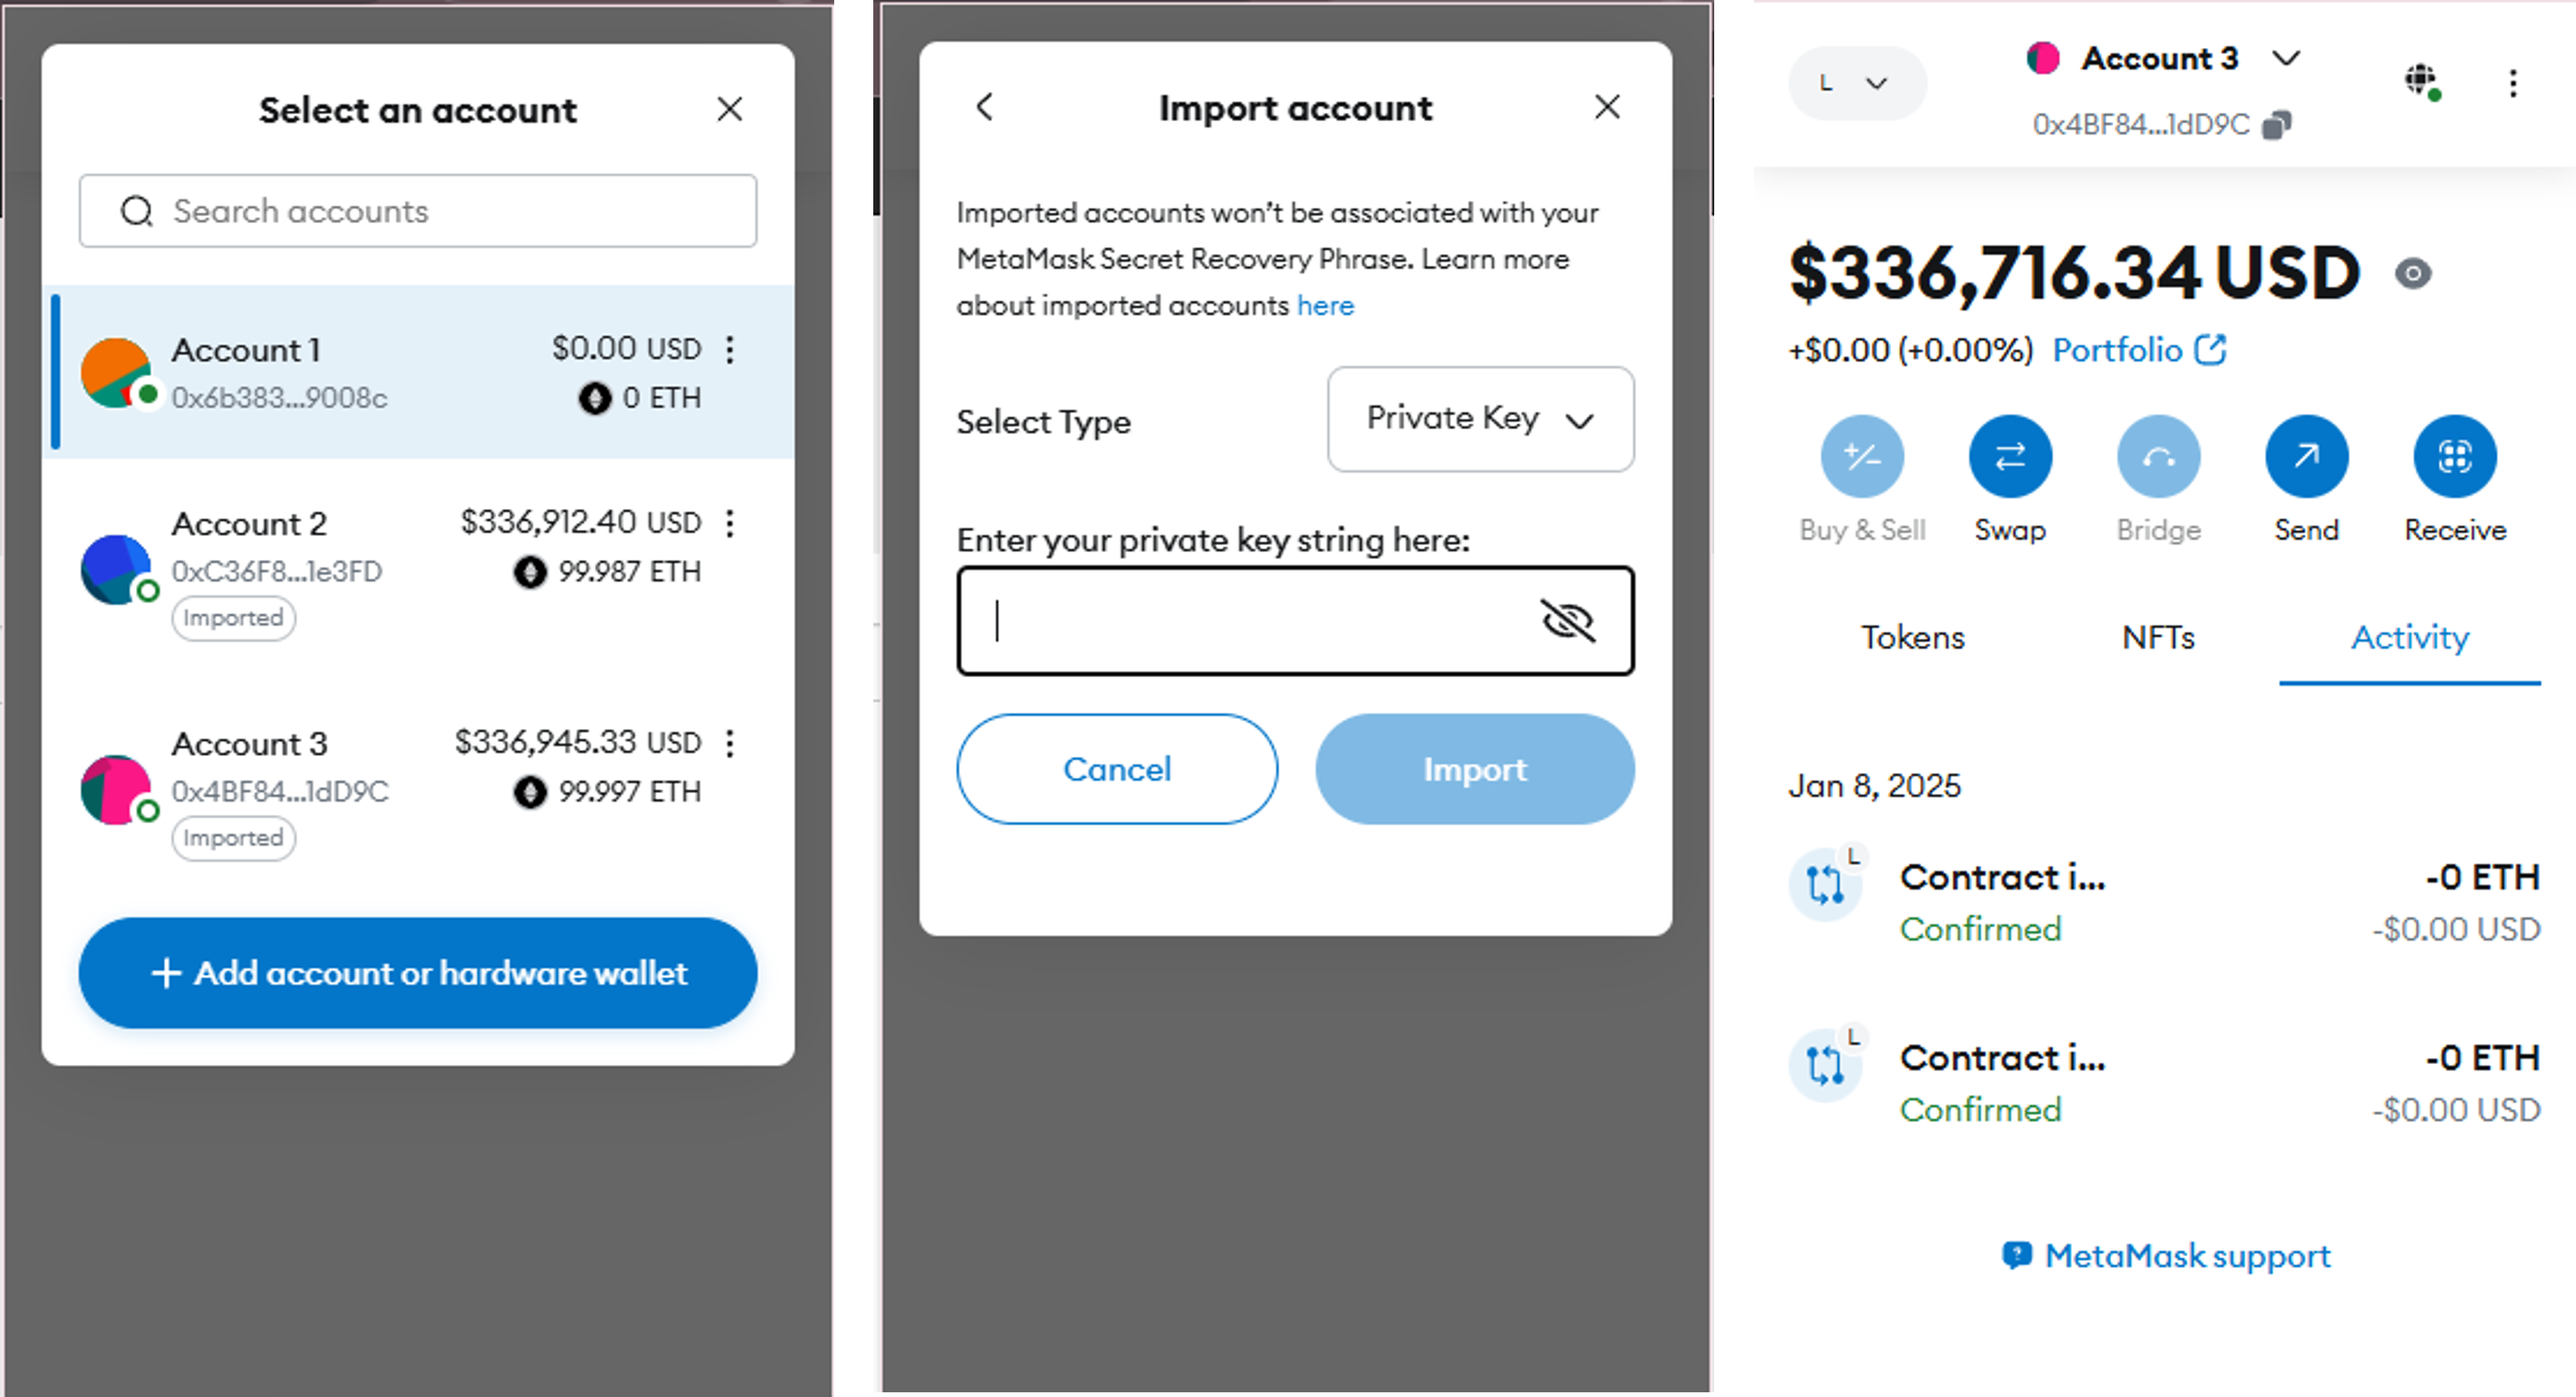 Select an account
Search accounts
Account 1
$0.00 USD
0x6b383...9008c
0 ETH
Account 2
$336,912.40 USD
0xC36F8...1e3FD
99.987 ETH
Imported
Account 3
$336,945.33 USD
0x4BF84...1dD9C
99.997 ETH
Imported
+ Add account or hardware wallet
Import account
Imported accounts won't be associated with your
MetaMask Secret Recovery Phrase. Learn more
about imported accounts here
Select Type
Private Key
Enter your private key string here:
Cancel
Import
L
Account 3
0x4BF84...1dD9C
$336,716.34 USD
+$0.00 (+0.00%) Portfolio
Buy & Sell
Swap
Bridge
Send
Receive
Tokens
NFTs
Activity
Jan 8, 2025
L
Contract i...
-0 ETH
Confirmed
-$0.00 USD
L
Contract i...
-0 ETH
Confirmed
-$0.00 USD
MetaMask support